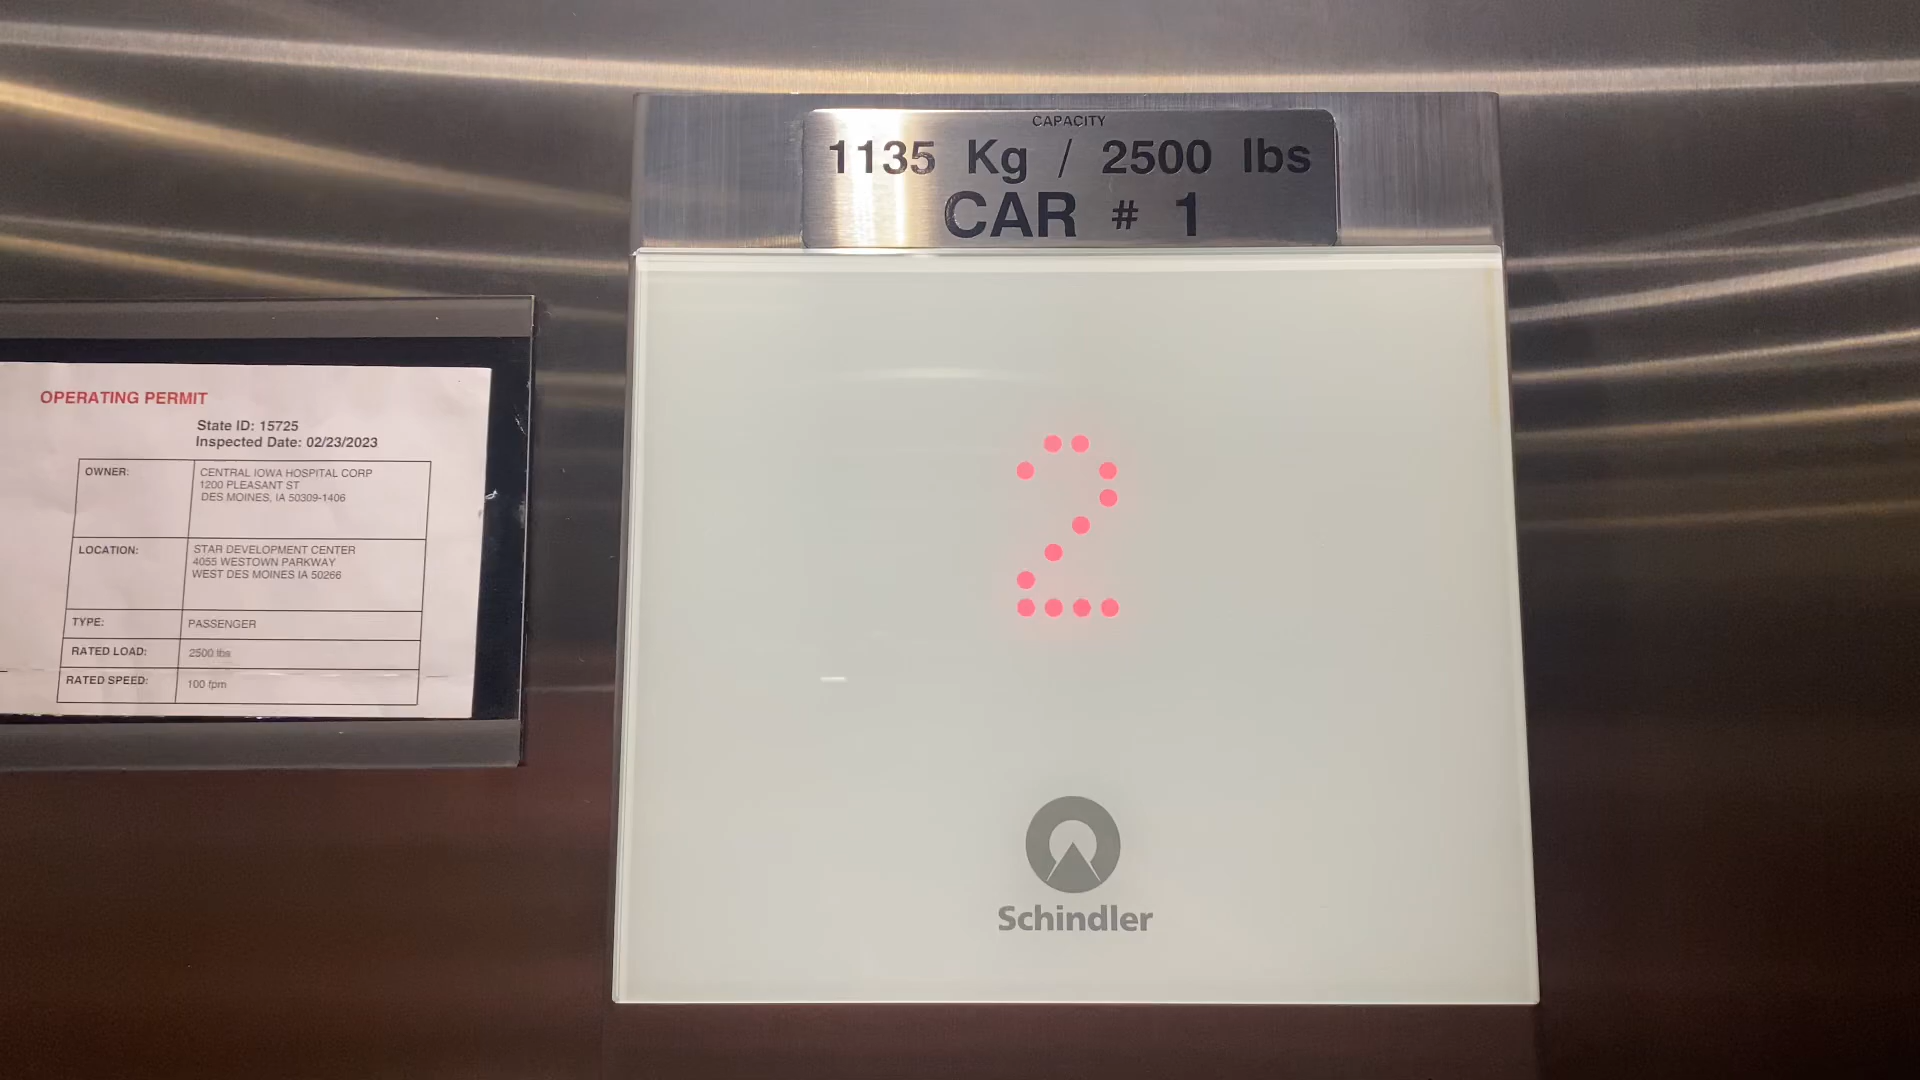 CAPACITY
1135 Kg / 2500 lbs
CAR # 1
OPERATING PERMIT
State ID: 15725
Inspected Date: 02/23/2023
OWNER: CENTRAL IOWA HOSPITAL CORP
1200 PLEASANT ST
DES MOINES, IA 50309-1406
LOCATION: STAR DEVELOPMENT CENTER
4055 WESTOWN PARKWAY
WEST DES MOINES IA 50266
TYPE: PASSENGER
RATED LOAD: 2500 lbs
RATED SPEED: 100 fpm
2
Schindler